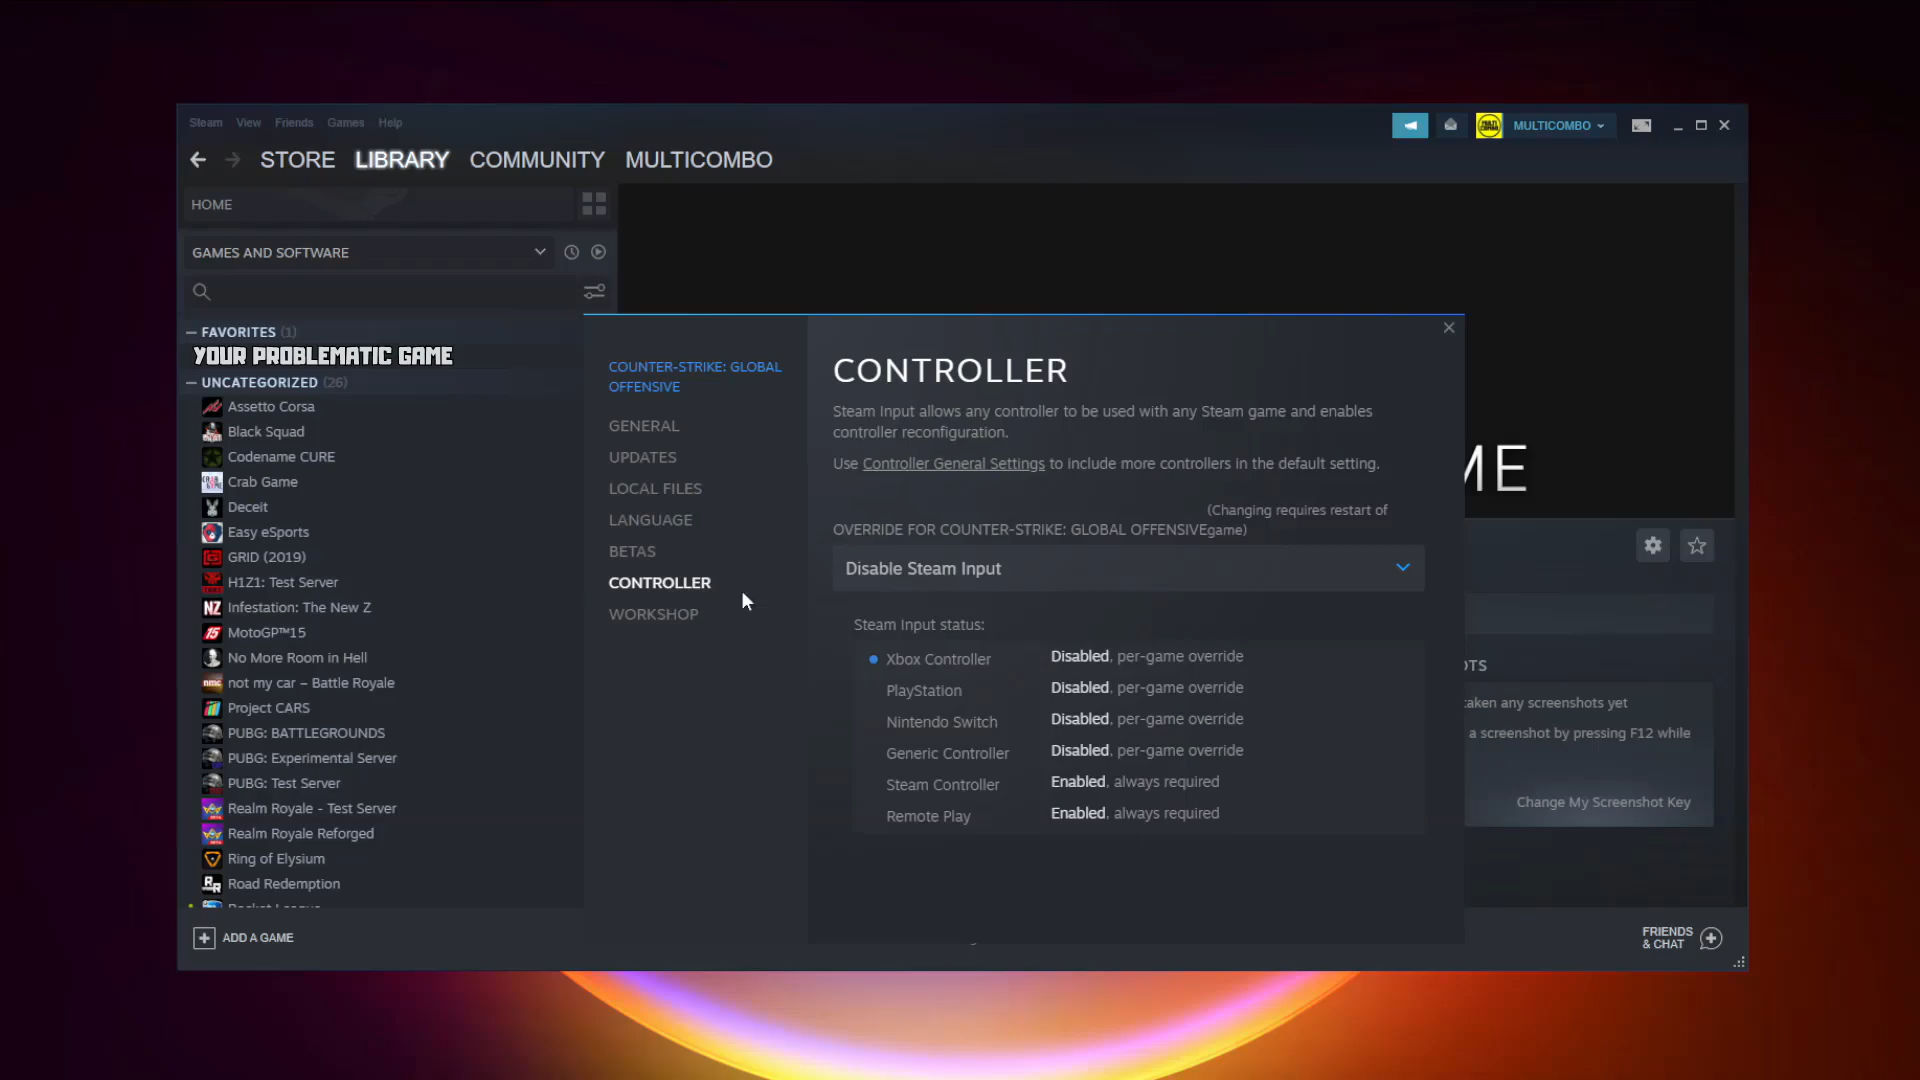 Steam View Friends Games Help
MULTICOMBO
STORE LIBRARY COMMUNITY MULTICOMBO
HOME
GAMES AND SOFTWARE
FAVORITES (1)
YOUR PROBLEMATIC GAME
UNCATEGORIZED (26)
Assetto Corsa
Black Squad
Codename CURE
Crab Game
Deceit
Easy eSports
GRID (2019)
H1Z1: Test Server
Infestation: The New Z
MotoGP™15
No More Room in Hell
not my car – Battle Royale
Project CARS
PUBG: BATTLEGROUNDS
PUBG: Experimental Server
PUBG: Test Server
Realm Royale - Test Server
Realm Royale Reforged
Ring of Elysium
Road Redemption
ADD A GAME
COUNTER-STRIKE: GLOBAL
OFFENSIVE
GENERAL
UPDATES
LOCAL FILES
LANGUAGE
BETAS
CONTROLLER
WORKSHOP
CONTROLLER
Steam Input allows any controller to be used with any Steam game and enables
controller reconfiguration.
Use Controller General Settings to include more controllers in the default setting.
(Changing requires restart of
OVERRIDE FOR COUNTER-STRIKE: GLOBAL OFFENSIVEgame)
Disable Steam Input
Steam Input status:
Xbox Controller Disabled, per-game override
PlayStation Disabled, per-game override
Nintendo Switch Disabled, per-game override
Generic Controller Disabled, per-game override
Steam Controller Enabled, always required
Remote Play Enabled, always required
ME
OTS
taken any screenshots yet
a screenshot by pressing F12 while
Change My Screenshot Key
FRIENDS
& CHAT